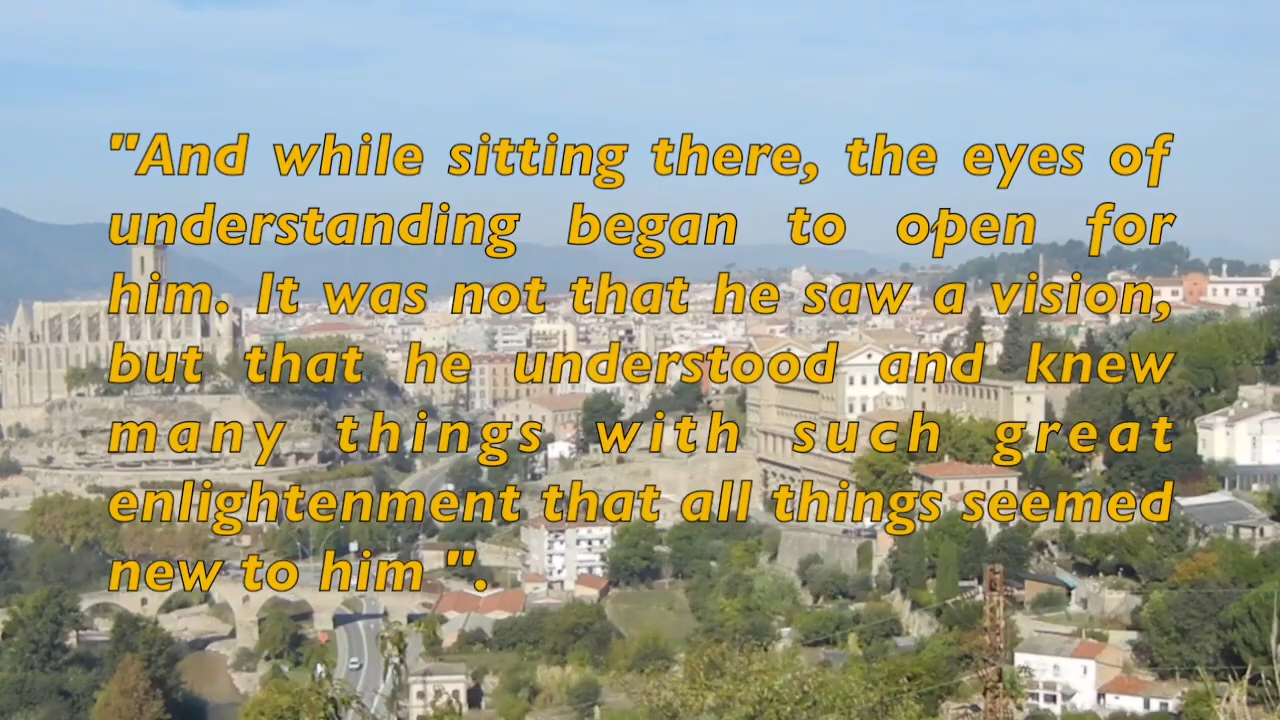 "And while sitting there, the eyes of
understanding began to open for
him. It was not that he saw a vision,
but that he understood and knew
many things with such great
enlightenment that all things seemed
new to him ".